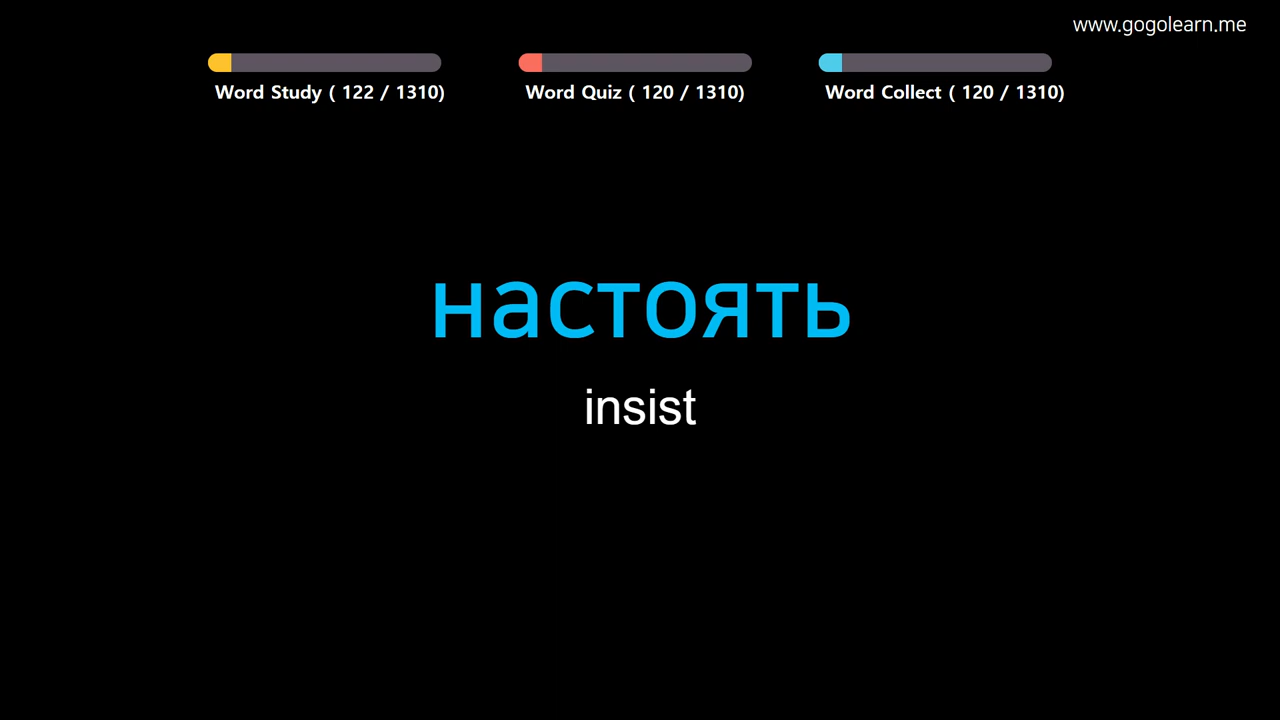 www.gogolearn.me
Word Study ( 122 / 1310)
Word Quiz ( 120 / 1310)
Word Collect ( 120 / 1310)
настоять
insist